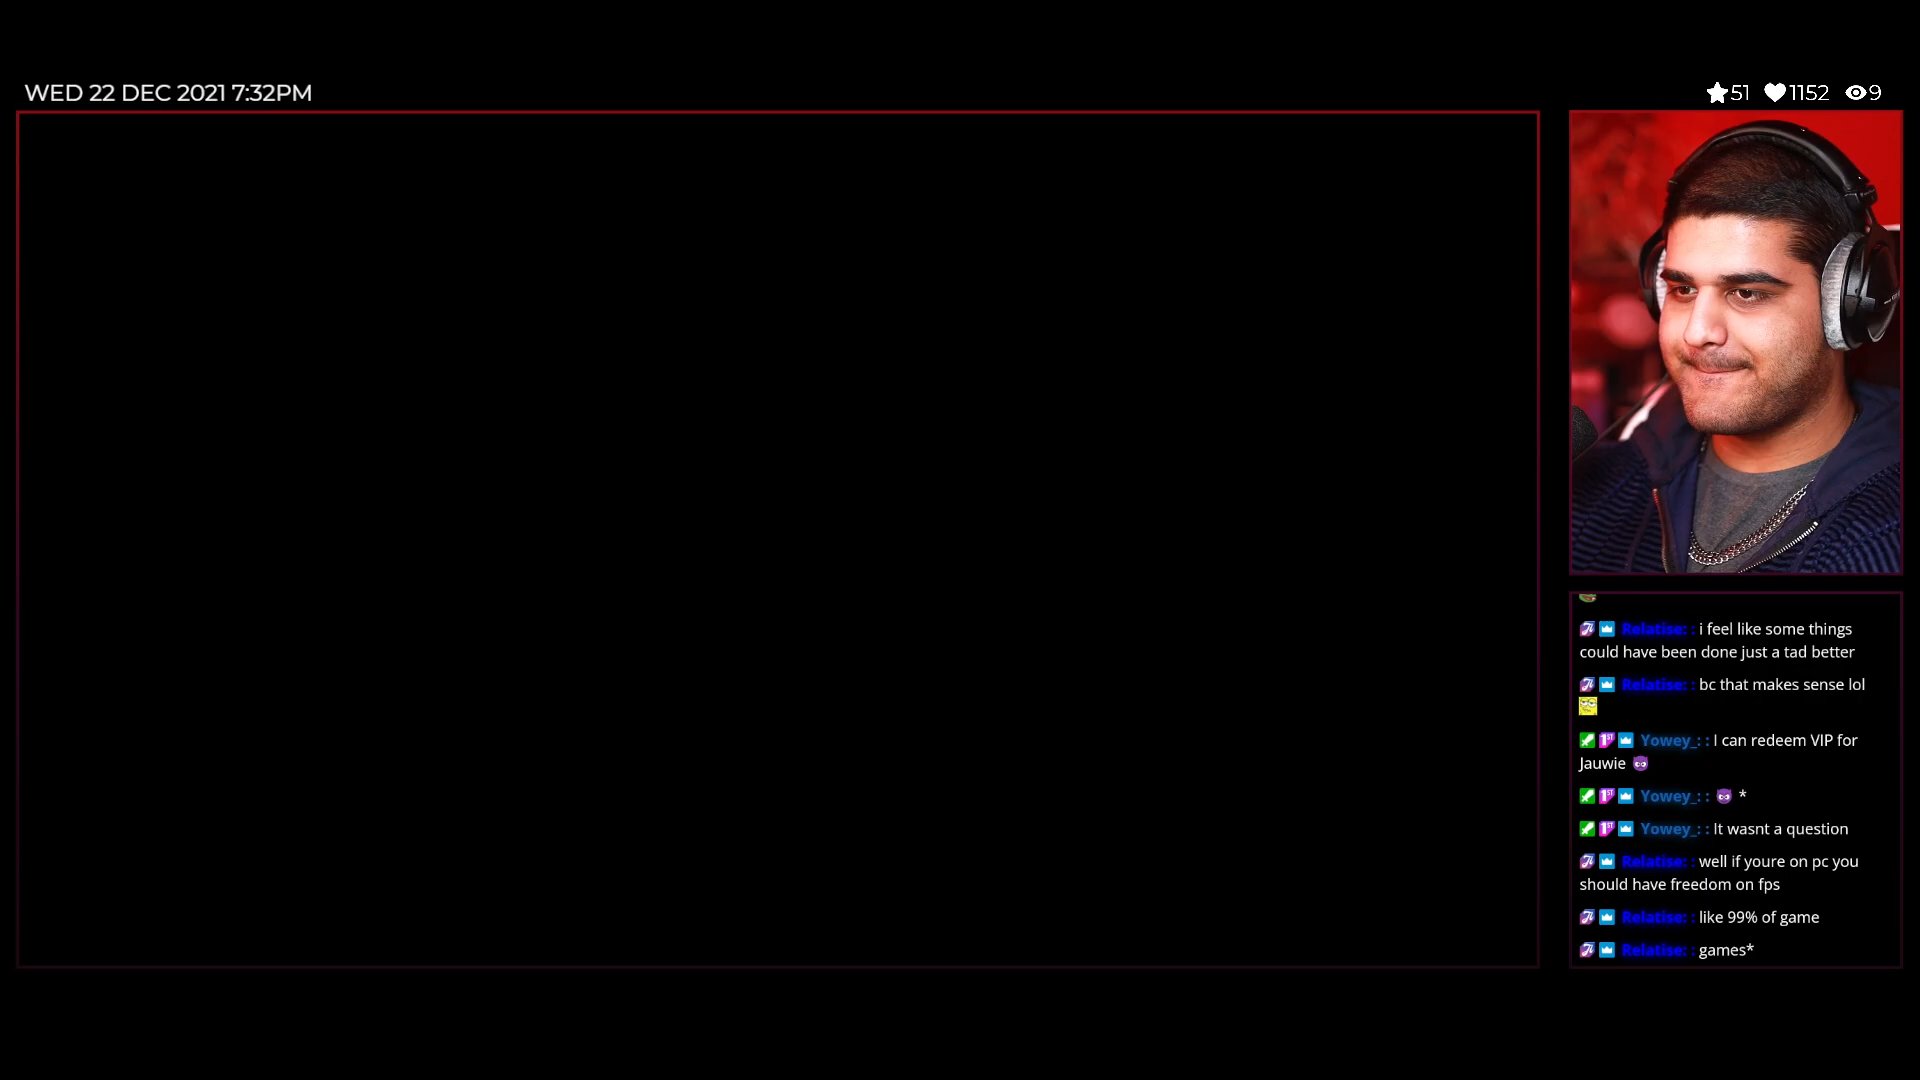 WED 22 DEC 2021 7:32PM
51 1152 9
Relatise: : i feel like some things
could have been done just a tad better
Relatise: : bc that makes sense lol
Yowey_: : I can redeem VIP for
Jauwie
Yowey_: : *
Yowey_: : It wasnt a question
Relatise: : well if youre on pc you
should have freedom on fps
Relatise: : like 99% of game
Relatise: : games*